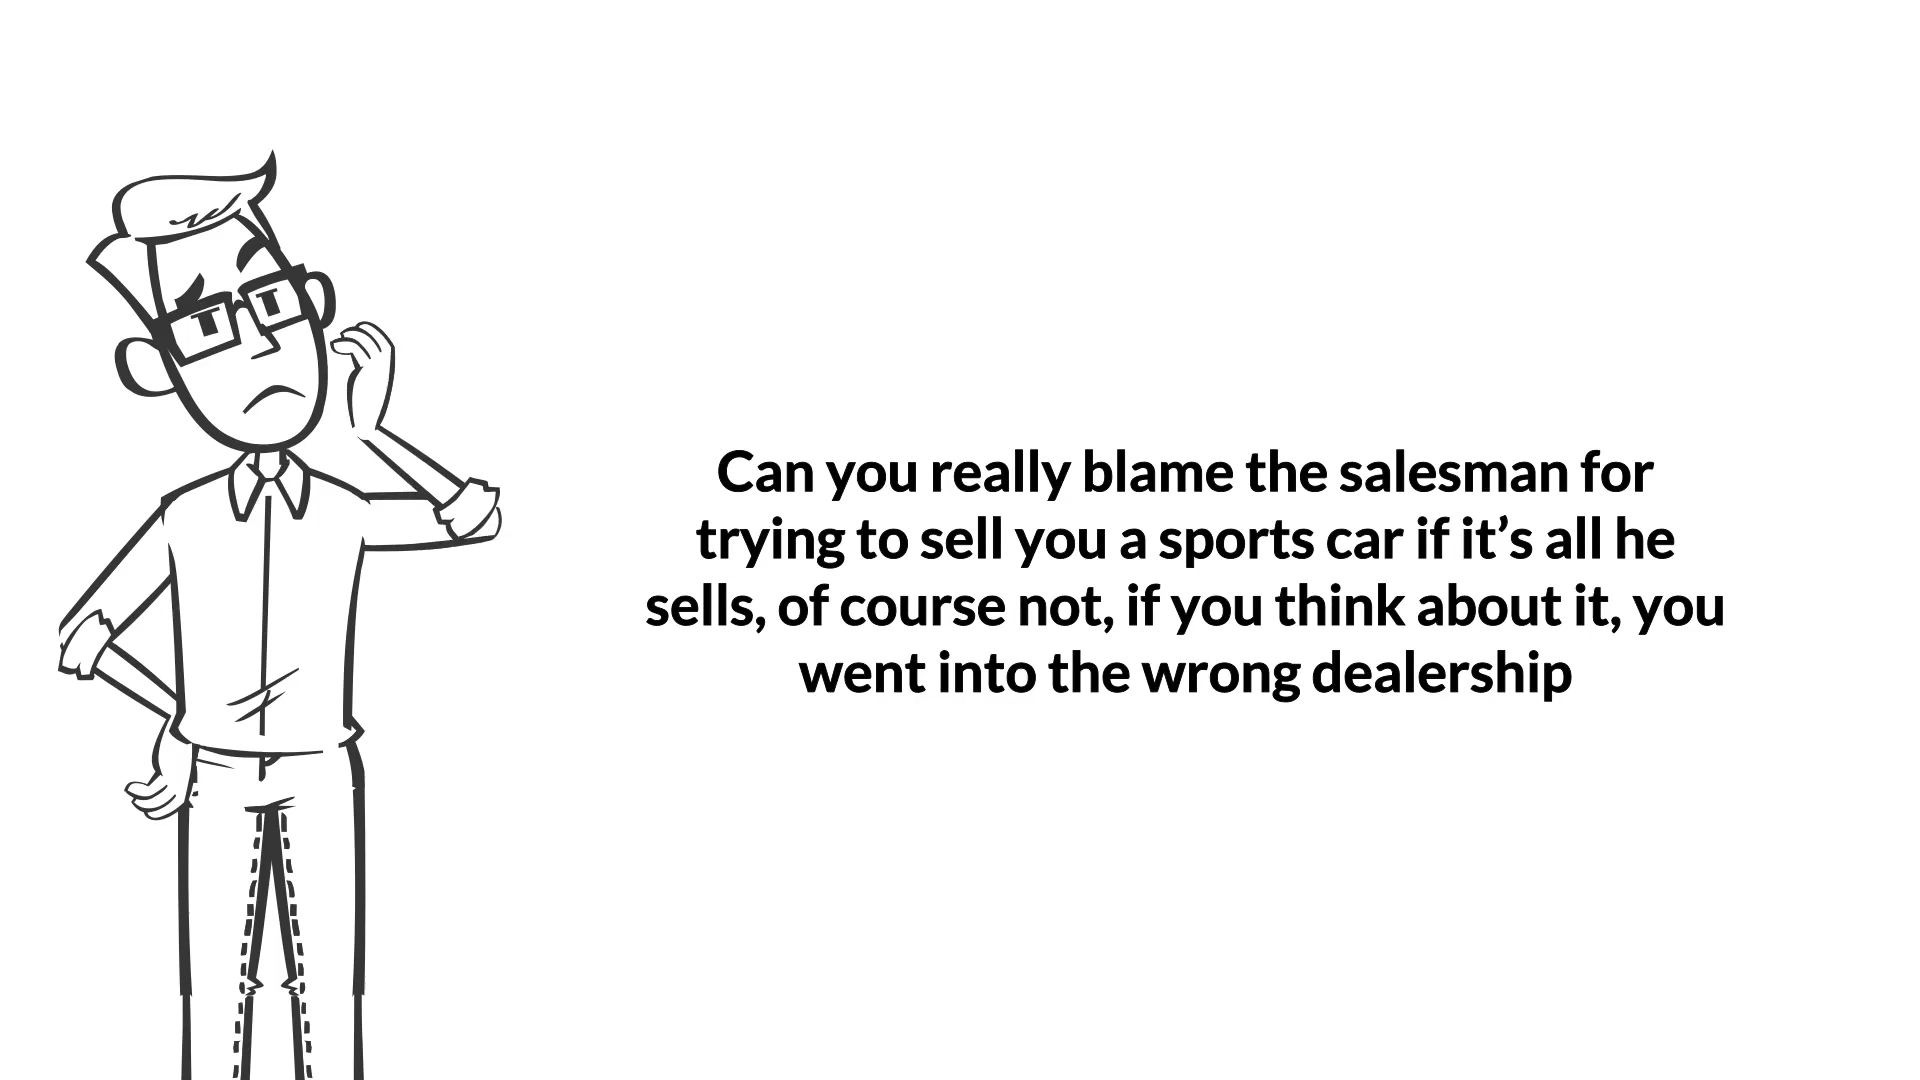 Can you really blame the salesman for
trying to sell you a sports car if it’s all he
sells, of course not, if you think about it, you
went into the wrong dealership